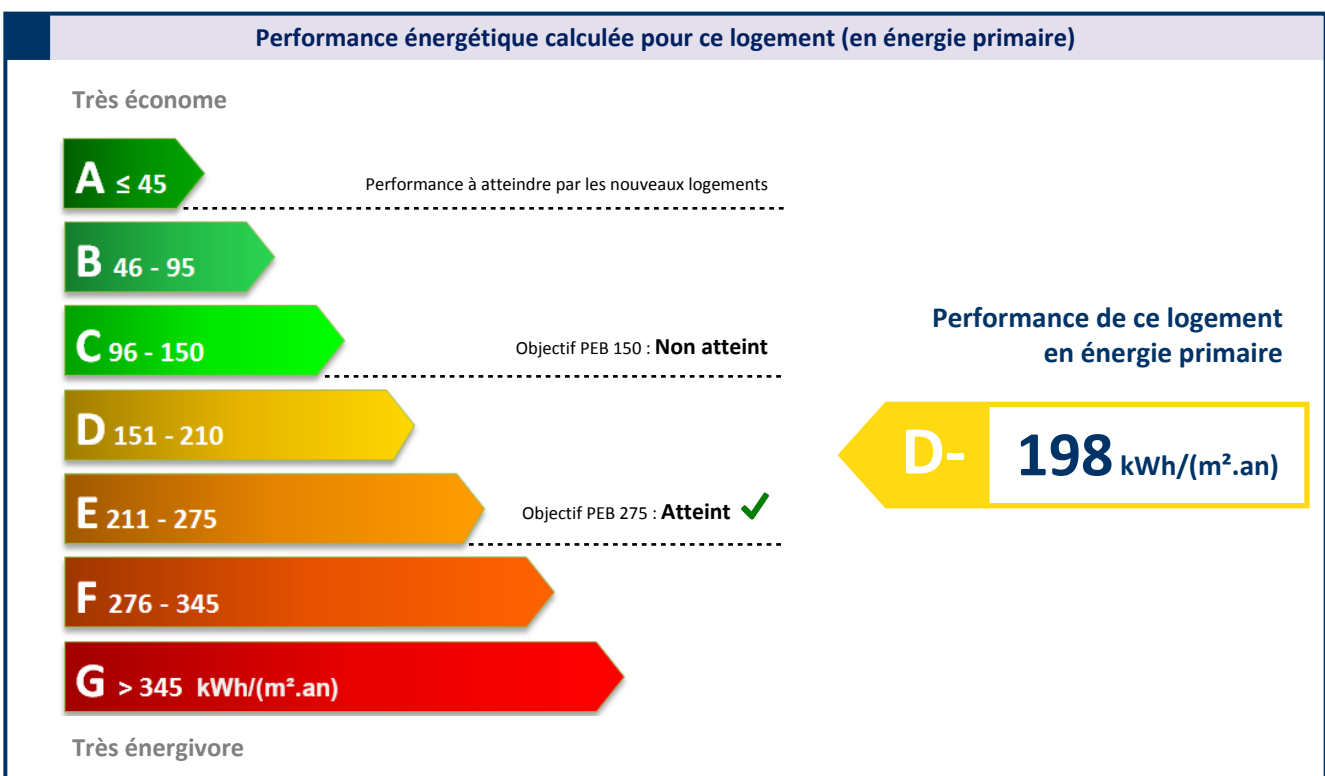 Performance énergétique calculée pour ce logement (en énergie primaire)
Très économe
A ≤ 45
Performance à atteindre par les nouveaux logements
B 46 - 95
C 96 - 150
Objectif PEB 150 : Non atteint
Performance de ce logement
en énergie primaire
D 151 - 210
D- 198 kWh/(m².an)
E 211 - 275
Objectif PEB 275 : Atteint ✓
F 276 - 345
G > 345 kWh/(m².an)
Très énergivore